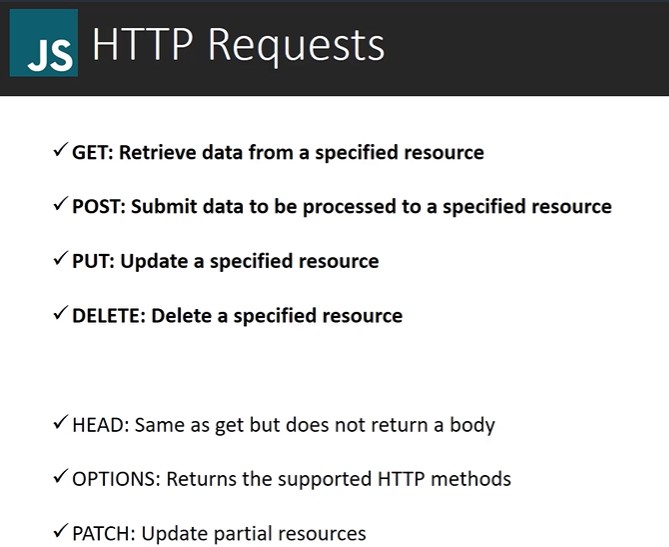 JS HTTP Requests
✓ GET: Retrieve data from a specified resource
✓ POST: Submit data to be processed to a specified resource
✓ PUT: Update a specified resource
✓ DELETE: Delete a specified resource
✓ HEAD: Same as get but does not return a body
✓ OPTIONS: Returns the supported HTTP methods
✓ PATCH: Update partial resources